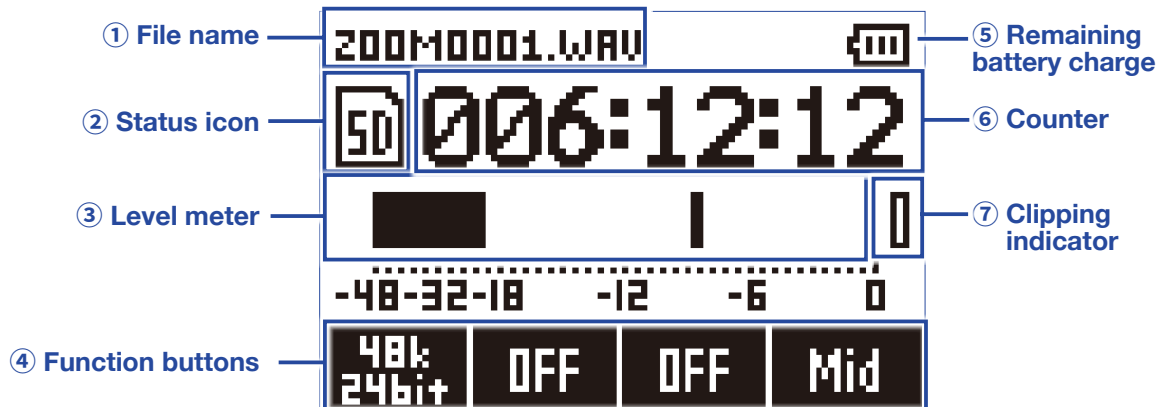 ① File name
ZOOM0001.WAV
⑤ Remaining
battery charge
② Status icon
SD
006:12:12
⑥ Counter
③ Level meter
⑦ Clipping
indicator
-48-32-18 -12 -6 0
④ Function buttons
48k
24bit
OFF
OFF
Mid